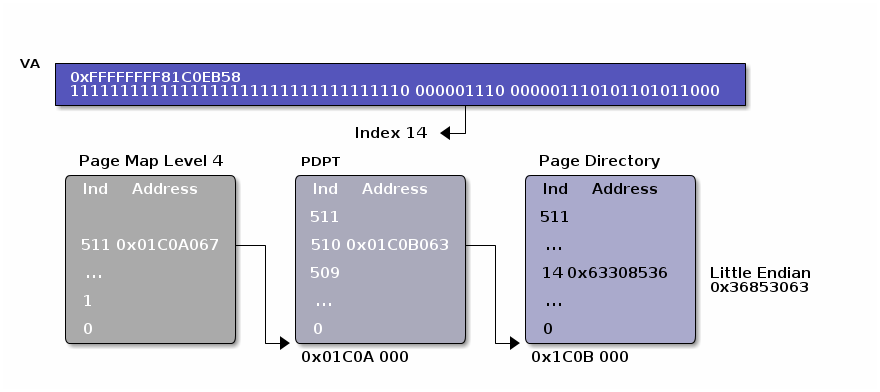 VA
0xFFFFFFFF81C0EB58
1111111111111111111111111111111110 000001110 000001110101101011000
Index 14
Page Map Level 4
Ind Address
511 0x01C0A067
...
1
0
PDPT
Ind Address
511
510 0x01C0B063
509
...
0
0x01C0A 000
Page Directory
Ind Address
511
...
14 0x63308536
...
0
0x1C0B 000
Little Endian
0x36853063